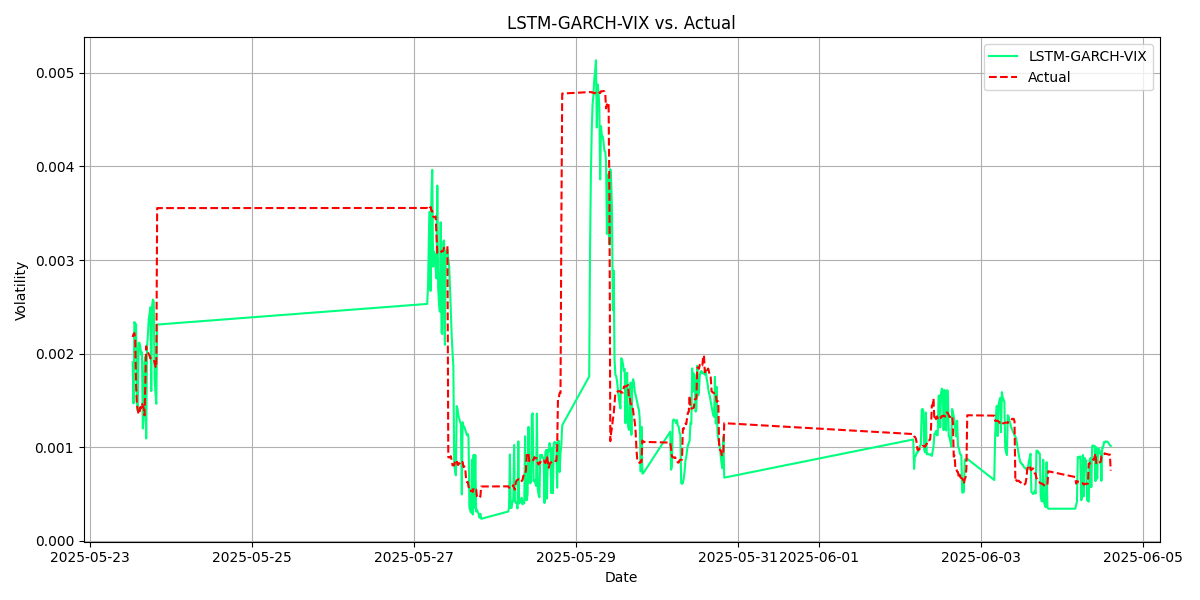 LSTM-GARCH-VIX vs. Actual
LSTM-GARCH-VIX
Actual
Volatility
0.005
0.004
0.003
0.002
0.001
0.000
2025-05-23
2025-05-25
2025-05-27
2025-05-29
2025-05-31
2025-06-01
2025-06-03
2025-06-05
Date